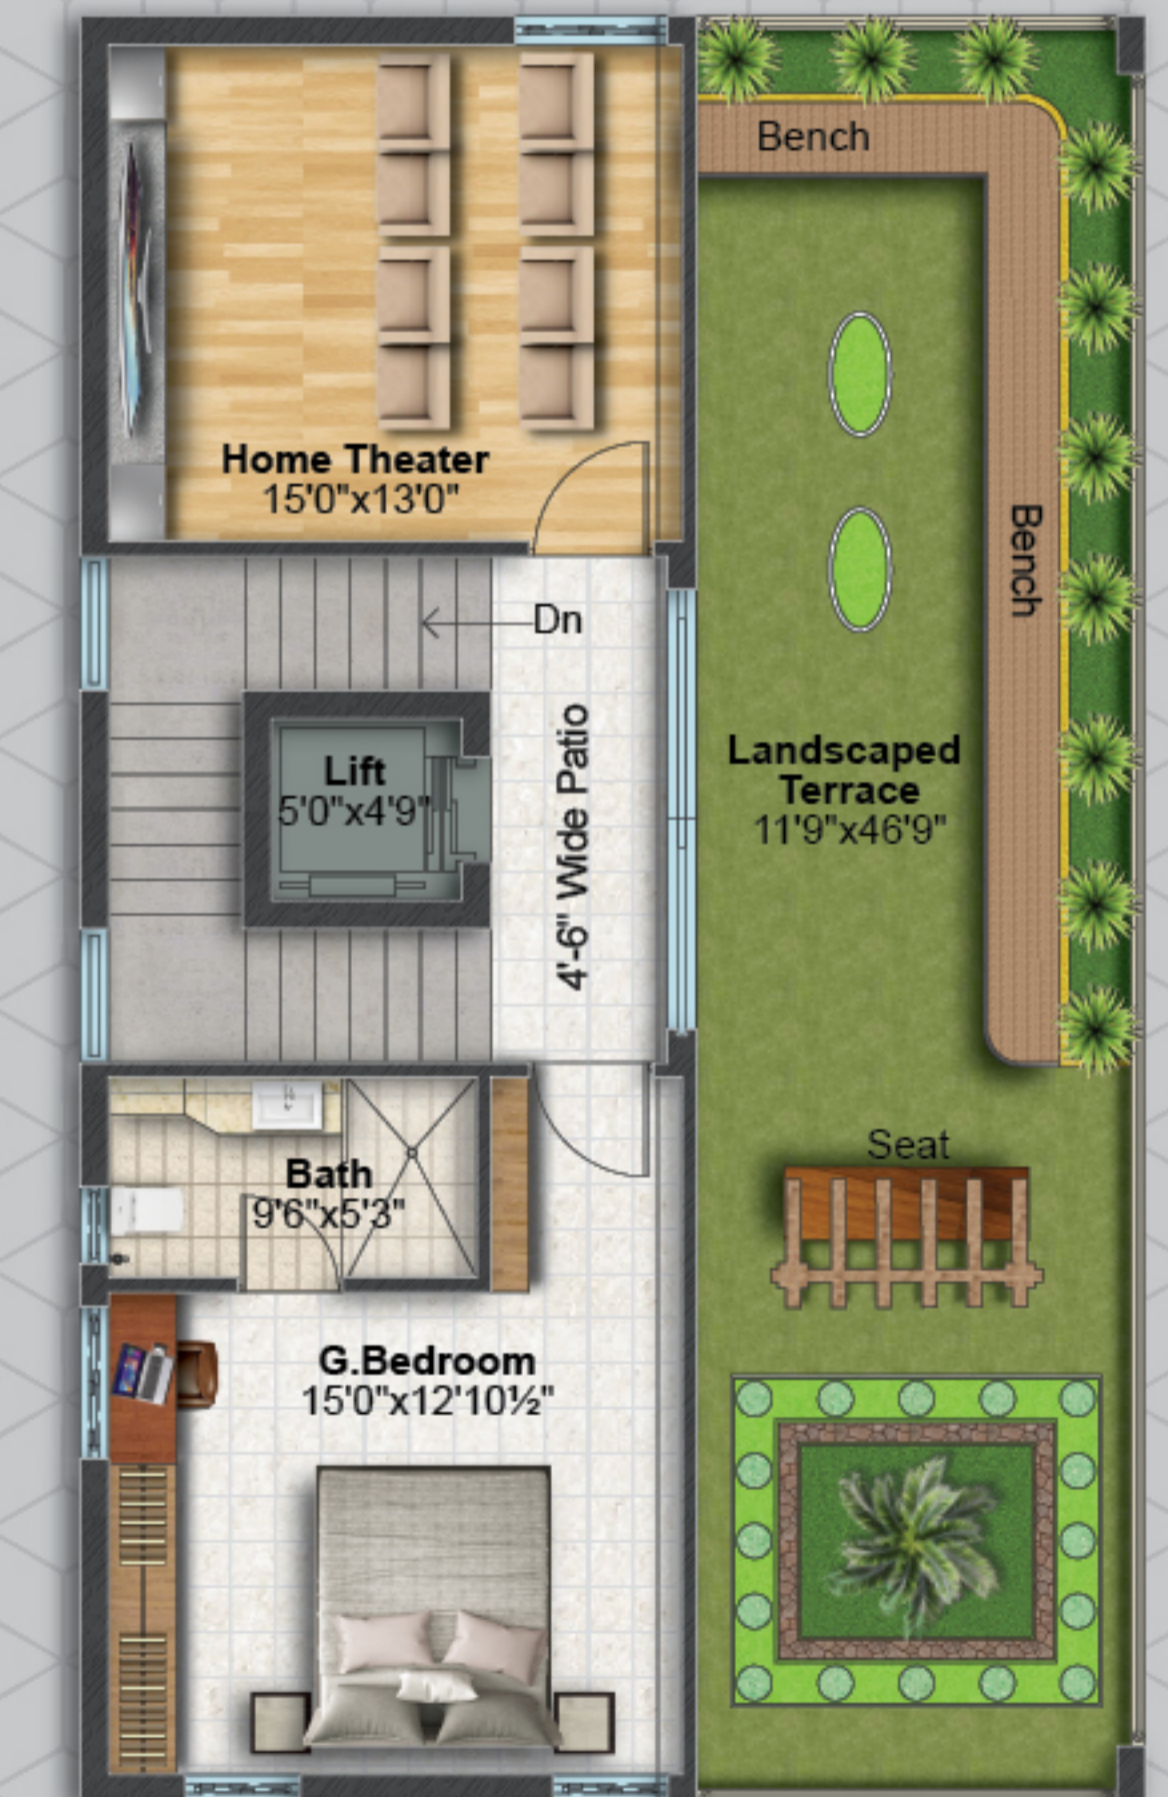 Bench
Home Theater
15'0"x13'0"
Bench
Dn
4'-6" Wide Patio
Lift
5'0"x4'9"
Landscaped
Terrace
11'9"x46'9"
Seat
Bath
9'6"x5'3"
G.Bedroom
15'0"x12'10½"